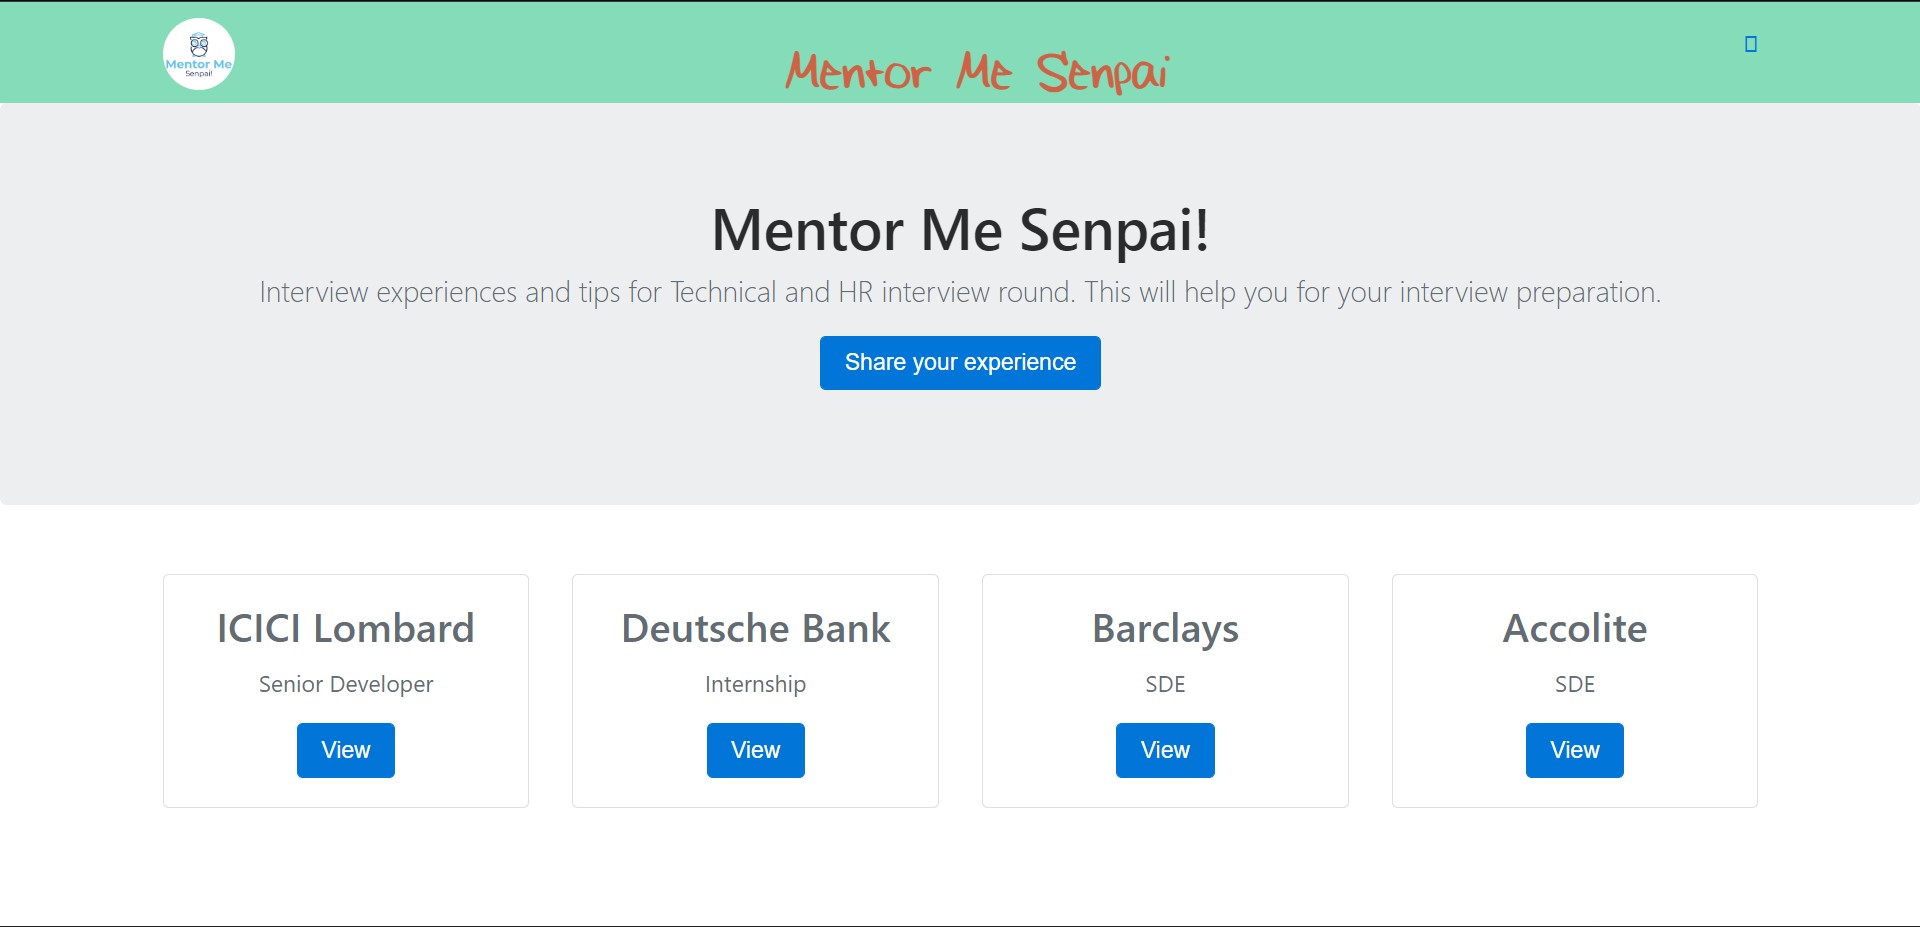 Mentor Me
Senpai!
Mentor Me Senpai
Mentor Me Senpai!
Interview experiences and tips for Technical and HR interview round. This will help you for your interview preparation.
Share your experience
ICICI Lombard
Senior Developer
View
Deutsche Bank
Internship
View
Barclays
SDE
View
Accolite
SDE
View